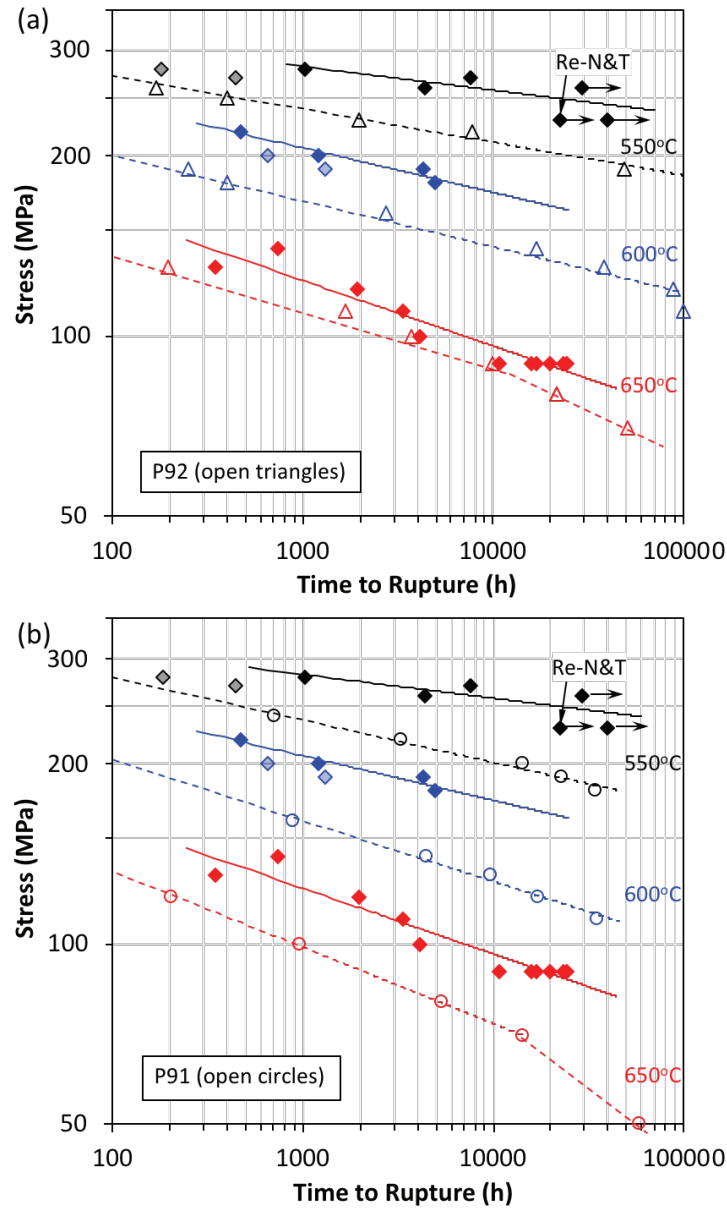 (a)
300
200
100
50
Stress (MPa)
Re-N&T
550°C
600°C
650°C
P92 (open triangles)
100
1000
10000
100000
Time to Rupture (h)
(b)
300
200
100
50
Stress (MPa)
Re-N&T
550°C
600°C
650°C
P91 (open circles)
100
1000
10000
100000
Time to Rupture (h)